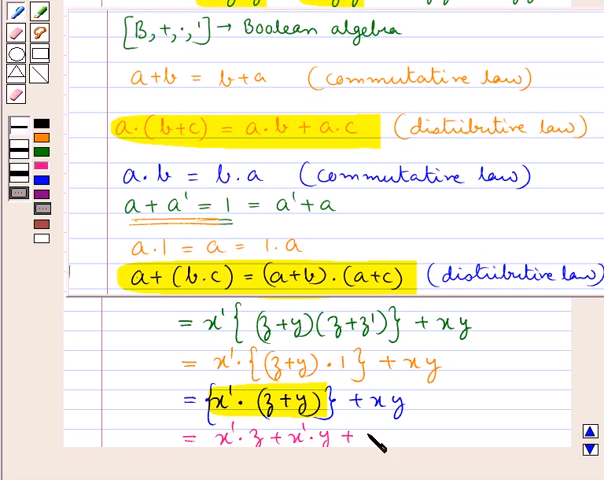 [B, +, ·, '] → Boolean algebra
a+b = b+a (commutative law)
a·(b+c) = a·b + a·c (distributive law)
a·b = b·a (commutative law)
a + a' = 1 = a' + a
a·1 = a = 1·a
a+(b·c) = (a+b)·(a+c) (distributive law)
= x'{(z+y)(z+z')} + xy
= x'·{(z+y)·1} + xy
= {x'·(z+y)} + xy
= x'·z + x'·y +